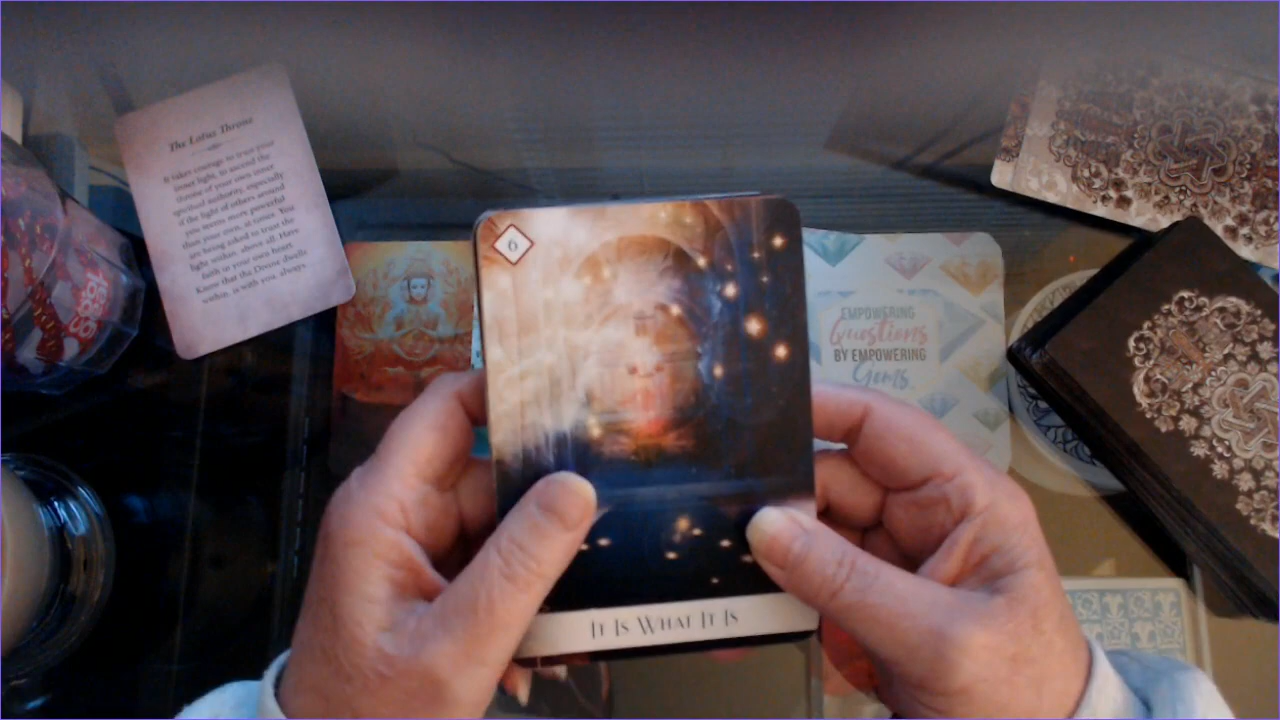 The Lotus Throne
It takes courage, to trust your
inner light, to ascend the
throne of your own inner
spiritual authority, especially
if the light of others around
you seems more powerful
than your own, at times. You
are being asked to trust the
light within, above all. Have
faith in your own heart.
Know that the Divine dwells
within, is with you, always.
6
EMPOWERING
Questions
BY EMPOWERING
Gems
IT IS WHAT IT IS